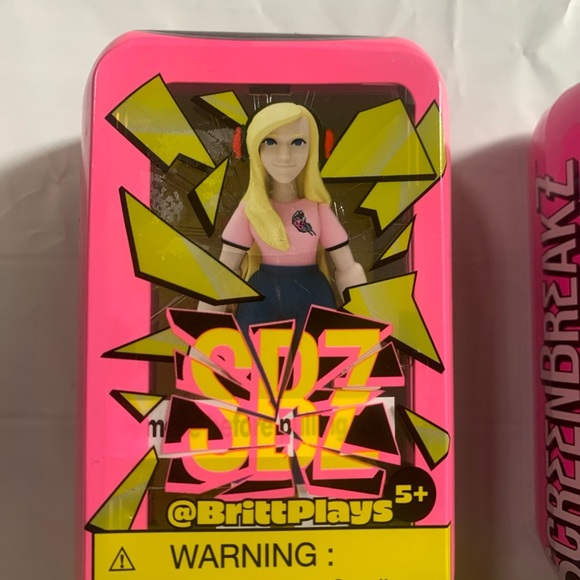 SBZ
@BrittPlays
5+
WARNING :
SCREENBREAKZ